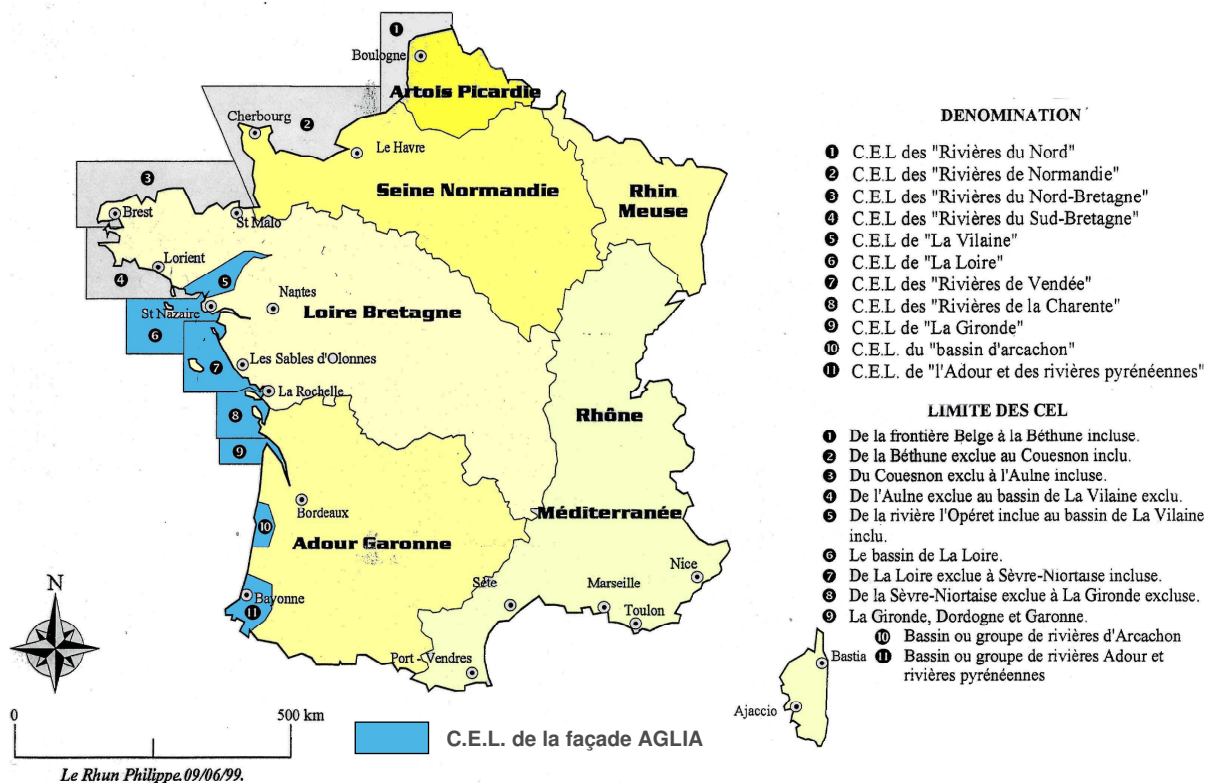 ❶
Boulogne
Artois Picardie
Cherbourg
❷
Le Havre
Seine Normandie
Rhin
Meuse
❸
Brest
St Malo
Lorient
❹
❺
St Nazaire
Nantes
Loire Bretagne
❻
❼
Les Sables d'Olonnes
La Rochelle
❽
❾
Rhône
Méditerranée
Bordeaux
❿
Adour Garonne
Bayonne
⓫
Sète
Marseille
Nice
Toulon
Port - Vendres
Bastia
Ajaccio
N
0
500 km
C.E.L. de la façade AGLIA
Le Rhun Philippe.09/06/99.
DENOMINATION
❶ C.E.L des "Rivières du Nord"
❷ C.E.L des "Rivières de Normandie"
❸ C.E.L des "Rivières du Nord-Bretagne"
❹ C.E.L des "Rivières du Sud-Bretagne"
❺ C.E.L de "La Vilaine"
❻ C.E.L de "La Loire"
❼ C.E.L des "Rivières de Vendée"
❽ C.E.L des "Rivières de la Charente"
❾ C.E.L de "La Gironde"
❿ C.E.L. du "bassin d'arcachon"
⓫ C.E.L. de "l'Adour et des rivières pyrénéennes"
LIMITE DES CEL
❶ De la frontière Belge à la Béthune incluse.
❷ De la Béthune exclue au Couesnon inclu.
❸ Du Couesnon exclu à l'Aulne incluse.
❹ De l'Aulne exclue au bassin de La Vilaine exclu.
❺ De la rivière l'Opéret inclue au bassin de La Vilaine
inclu.
❻ Le bassin de La Loire.
❼ De La Loire exclue à Sèvre-Niortaise incluse.
❽ De la Sèvre-Niortaise exclue à La Gironde excluse.
❾ La Gironde, Dordogne et Garonne.
❿ Bassin ou groupe de rivières d'Arcachon
⓫ Bassin ou groupe de rivières Adour et
rivières pyrénéennes